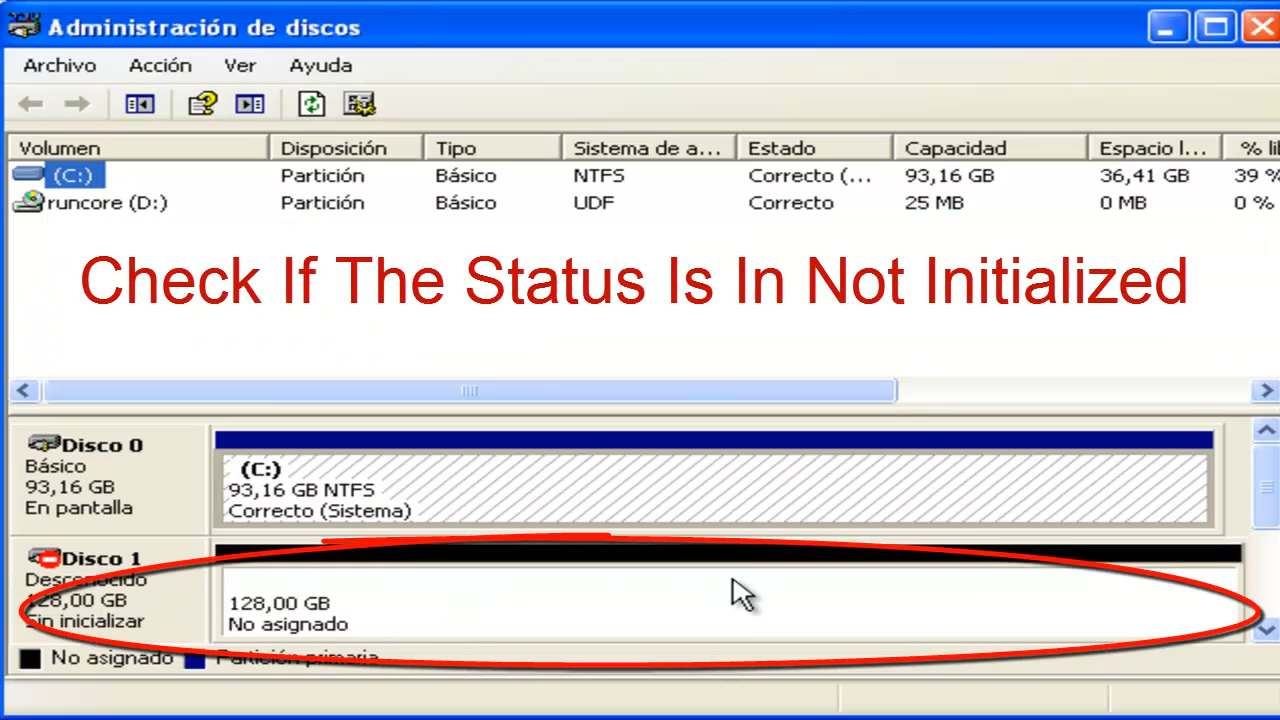 Administración de discos
Archivo Acción Ver Ayuda
Volumen Disposición Tipo Sistema de a... Estado Capacidad Espacio l... % li
(C:) Partición Básico NTFS Correcto (... 93,16 GB 36,41 GB 39 %
runcore (D:) Partición Básico UDF Correcto 25 MB 0 MB 0 %
Check If The Status Is In Not Initialized
Disco 0
Básico
93,16 GB
En pantalla
(C:)
93,16 GB NTFS
Correcto (Sistema)
Disco 1
Desconocido
128,00 GB
Sin inicializar
128,00 GB
No asignado
No asignado Partición primaria